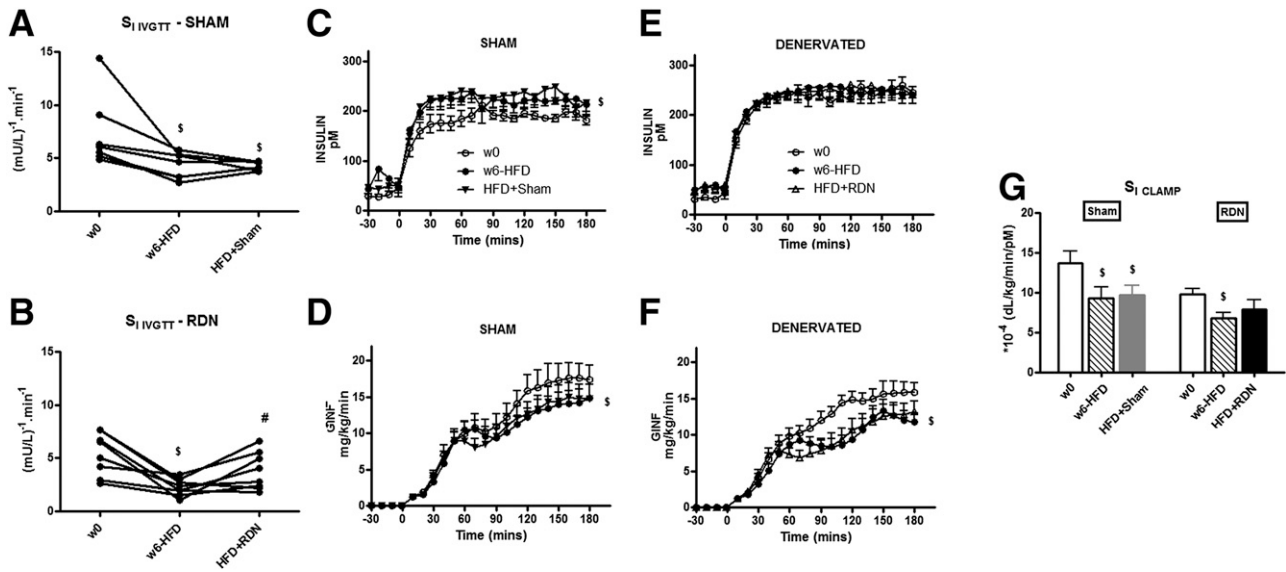 A
S I IVGTT - SHAM
(mU/L)⁻¹.min⁻¹
15
10
5
0
$
$
w0
w6-HFD
HFD+Sham
B
S I IVGTT - RDN
(mU/L)⁻¹.min⁻¹
15
10
5
0
$
#
w0
w6-HFD
HFD+RDN
C
SHAM
INSULIN
pM
300
200
100
0
$
w0
w6-HFD
HFD+Sham
-30 0 30 60 90 120 150 180
Time (mins)
D
SHAM
GINF
mg/kg/min
20
15
10
5
0
$
-30 0 30 60 90 120 150 180
Time (mins)
E
DENERVATED
INSULIN
pM
300
200
100
0
w0
w6-HFD
HFD+RDN
-30 0 30 60 90 120 150 180
Time (mins)
F
DENERVATED
GINF
mg/kg/min
20
15
10
5
0
$
-30 0 30 60 90 120 150 180
Time (mins)
G
S I CLAMP
Sham
RDN
*10⁻⁴ (dL/kg/min/pM)
20
15
10
5
0
$
$
$
w0
w6-HFD
HFD+Sham
w0
w6-HFD
HFD+RDN